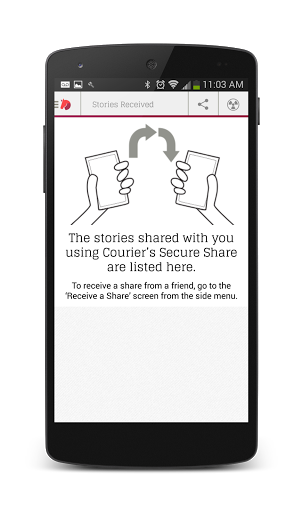 11:03 AM
Stories Received
The stories shared with you
using Courier's Secure Share
are listed here.
To receive a share from a friend, go to the
'Receive a Share' screen from the side menu.